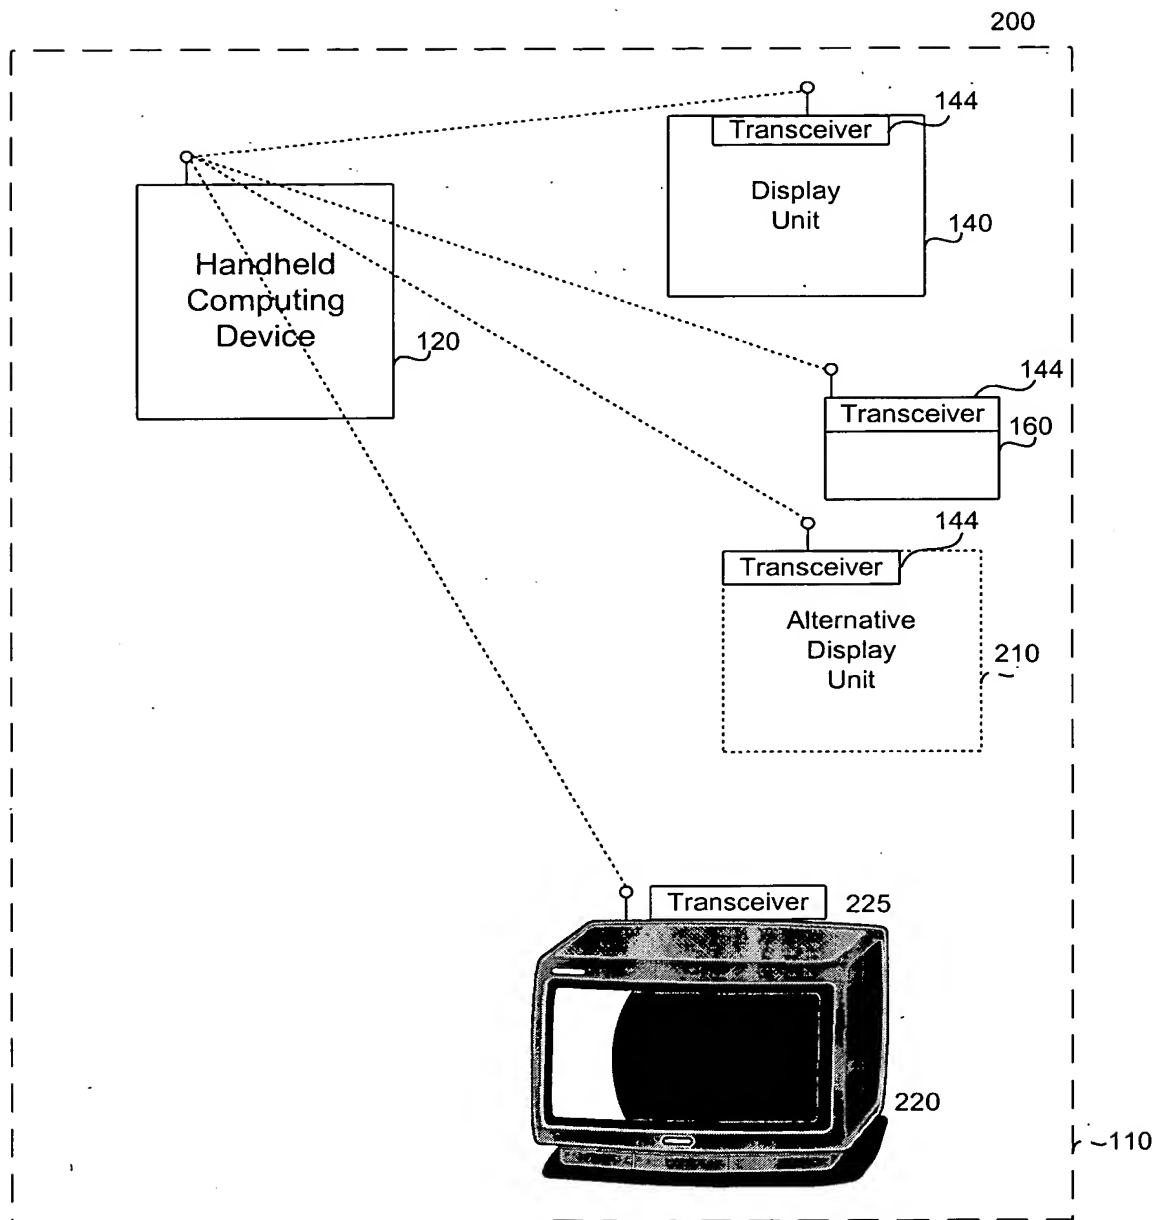 200
Transceiver
144
Display
Unit
140
Handheld
Computing
Device
120
144
Transceiver
160
144
Transceiver
Alternative
Display
Unit
210
Transceiver
225
220
110